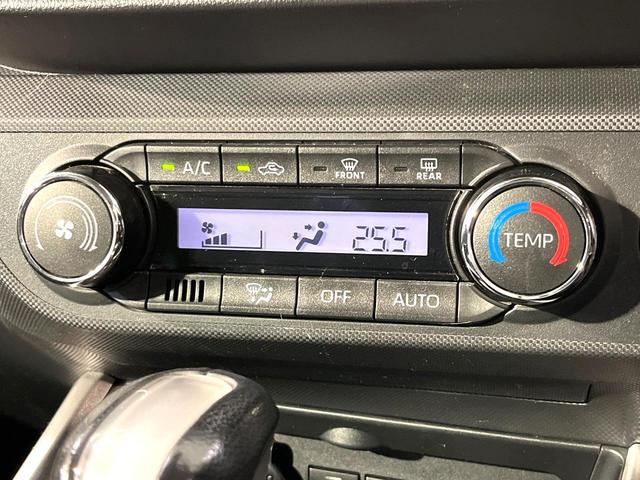 A/C
FRONT
REAR
25.5
TEMP
OFF
AUTO